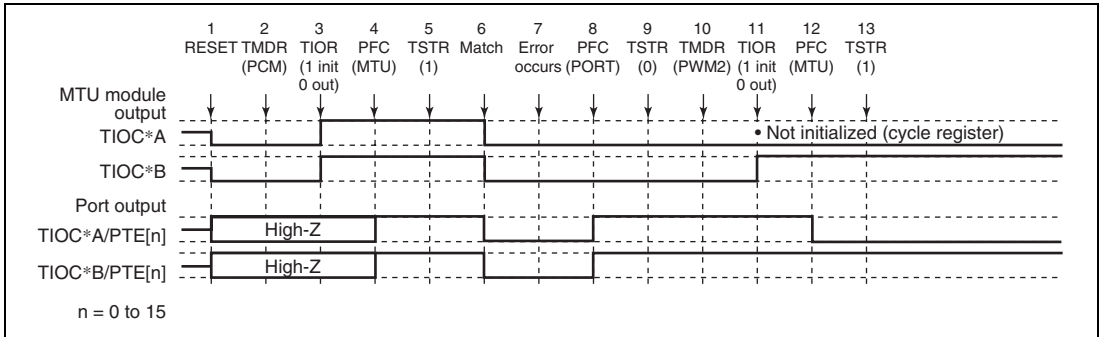 1 2 3 4 5 6 7 8 9 10 11 12 13
RESET TMDR TIOR PFC TSTR Match Error PFC TSTR TMDR TIOR PFC TSTR
(PCM) (1 init (MTU) (1) occurs (PORT) (0) (PWM2) (1 init (MTU) (1)
0 out) 0 out)
MTU module
output
TIOC*A
• Not initialized (cycle register)
TIOC*B
Port output
TIOC*A/PTE[n]
High-Z
TIOC*B/PTE[n]
High-Z
n = 0 to 15